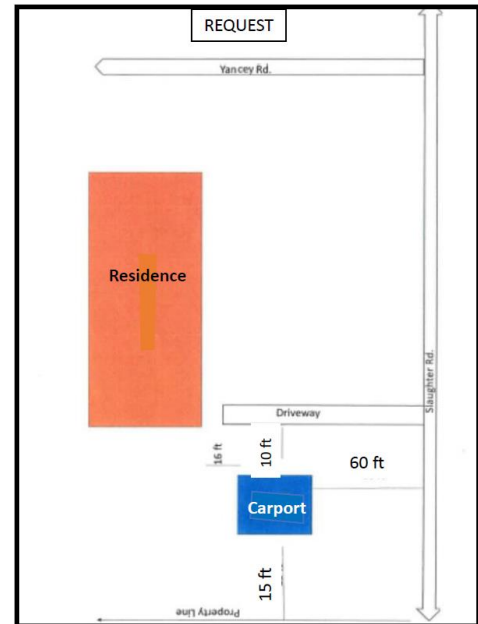 REQUEST
Yancey Rd.
Residence
Slaughter Rd.
Driveway
16 ft
10 ft
60 ft
Carport
15 ft
Property Line